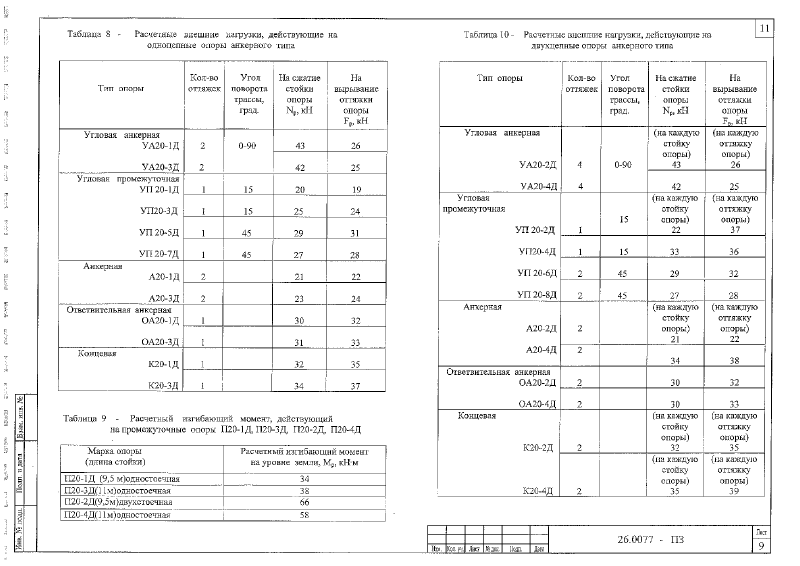 11
Таблица 8 - Расчетные внешние нагрузки, действующие на
одноцепные опоры анкерного типа
Тип опоры | Кол-во оттяжек | Угол поворота трассы, град. | На сжатие стойки опоры Nр, кН | На вырывание оттяжки опоры Fр, кН
Угловая анкерная
УА20-1Д 2 0-90 43 26
УА20-3Д 2 42 25
Угловая промежуточная
УП 20-1Д 1 15 20 19
УП20-3Д 1 15 25 24
УП 20-5Д 1 45 29 31
УП 20-7Д 1 45 27 28
Анкерная
А20-1Д 2 21 22
А20-3Д 2 23 24
Ответвительная анкерная
ОА20-1Д 1 30 32
ОА20-3Д 1 31 33
Концевая
К20-1Д 1 32 35
К20-3Д 1 34 37
Таблица 9 - Расчетный изгибающий момент, действующий
на промежуточные опоры П20-1Д, П20-3Д, П20-2Д, П20-4Д
Марка опоры (длина стойки) | Расчетный изгибающий момент на уровне земли, Мр, кН·м
П20-1Д (9,5 м)одностоечная 34
П20-3Д(11м)одностоечная 38
П20-2Д(9,5м)двухстоечная 66
П20-4Д(11м)одностоечная 58
Таблица 10 - Расчетные внешние нагрузки, действующие на
двухцепные опоры анкерного типа
Тип опоры | Кол-во оттяжек | Угол поворота трассы, град. | На сжатие стойки опоры Nр, кН | На вырывание оттяжки опоры Fр, кН
Угловая анкерная (на каждую стойку опоры) (на каждую оттяжку опоры)
УА20-2Д 4 0-90 43 26
УА20-4Д 4 42 25
Угловая промежуточная (на каждую стойку опоры) (на каждую оттяжку опоры)
УП 20-2Д 1 15 22 37
УП20-4Д 1 15 33 36
УП 20-6Д 2 45 29 32
УП 20-8Д 2 45 27 28
Анкерная (на каждую стойку опоры) (на каждую оттяжку опоры)
А20-2Д 2 21 22
А20-4Д 2 34 38
Ответвительная анкерная
ОА20-2Д 2 30 32
ОА20-4Д 2 30 33
Концевая (на каждую стойку опоры) (на каждую оттяжку опоры)
К20-2Д 2 32 35
(на каждую стойку опоры) (на каждую оттяжку опоры)
К20-4Д 2 35 39
Взам. инв. №
Подп. и дата
Инв. № подл.
Изм. Кол. уч. Лист № док. Подп. Дата
26.0077 - ПЗ
Лист
9